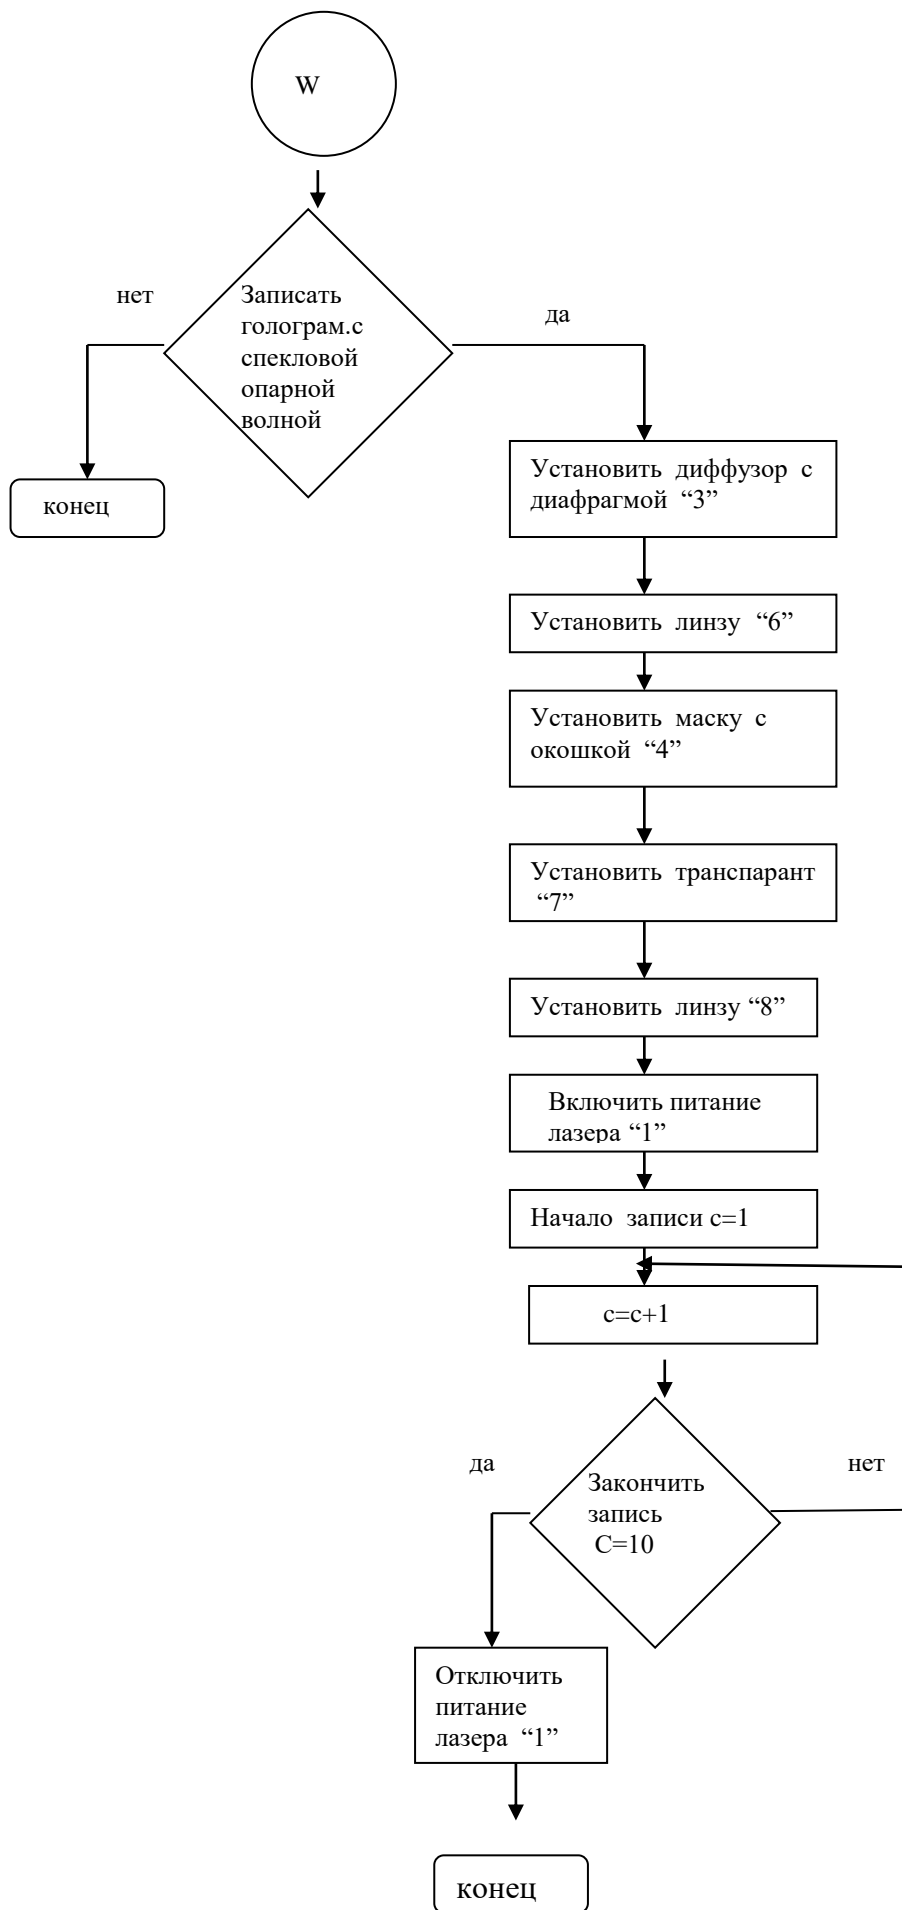 W
нет
Записать
голограм.с
спекловой
опарной
волной
да
конец
Установить диффузор с
диафрагмой “3”
Установить линзу “6”
Установить маску с
окошкой “4”
Установить транспарант
“7”
Установить линзу “8”
Включить питание
лазера “1”
Начало записи с=1
с=с+1
да
Закончить
запись
С=10
нет
Отключить
питание
лазера “1”
конец